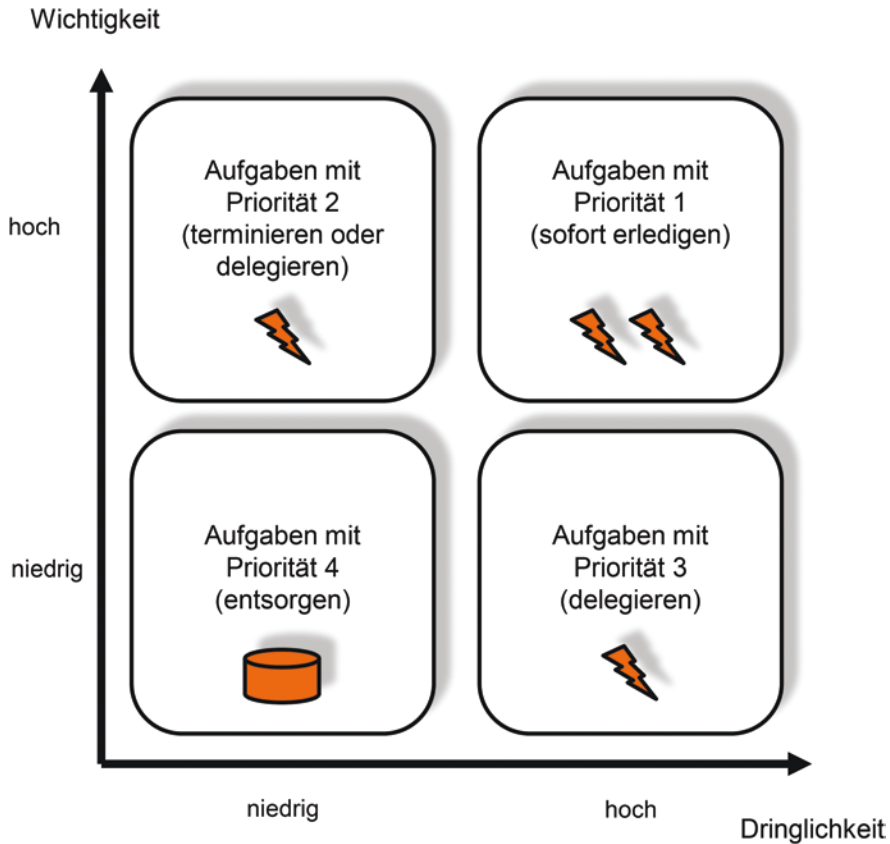 Wichtigkeit
hoch
Aufgaben mit
Priorität 2
(terminieren oder
delegieren)
Aufgaben mit
Priorität 1
(sofort erledigen)
niedrig
Aufgaben mit
Priorität 4
(entsorgen)
Aufgaben mit
Priorität 3
(delegieren)
niedrig
hoch
Dringlichkeit